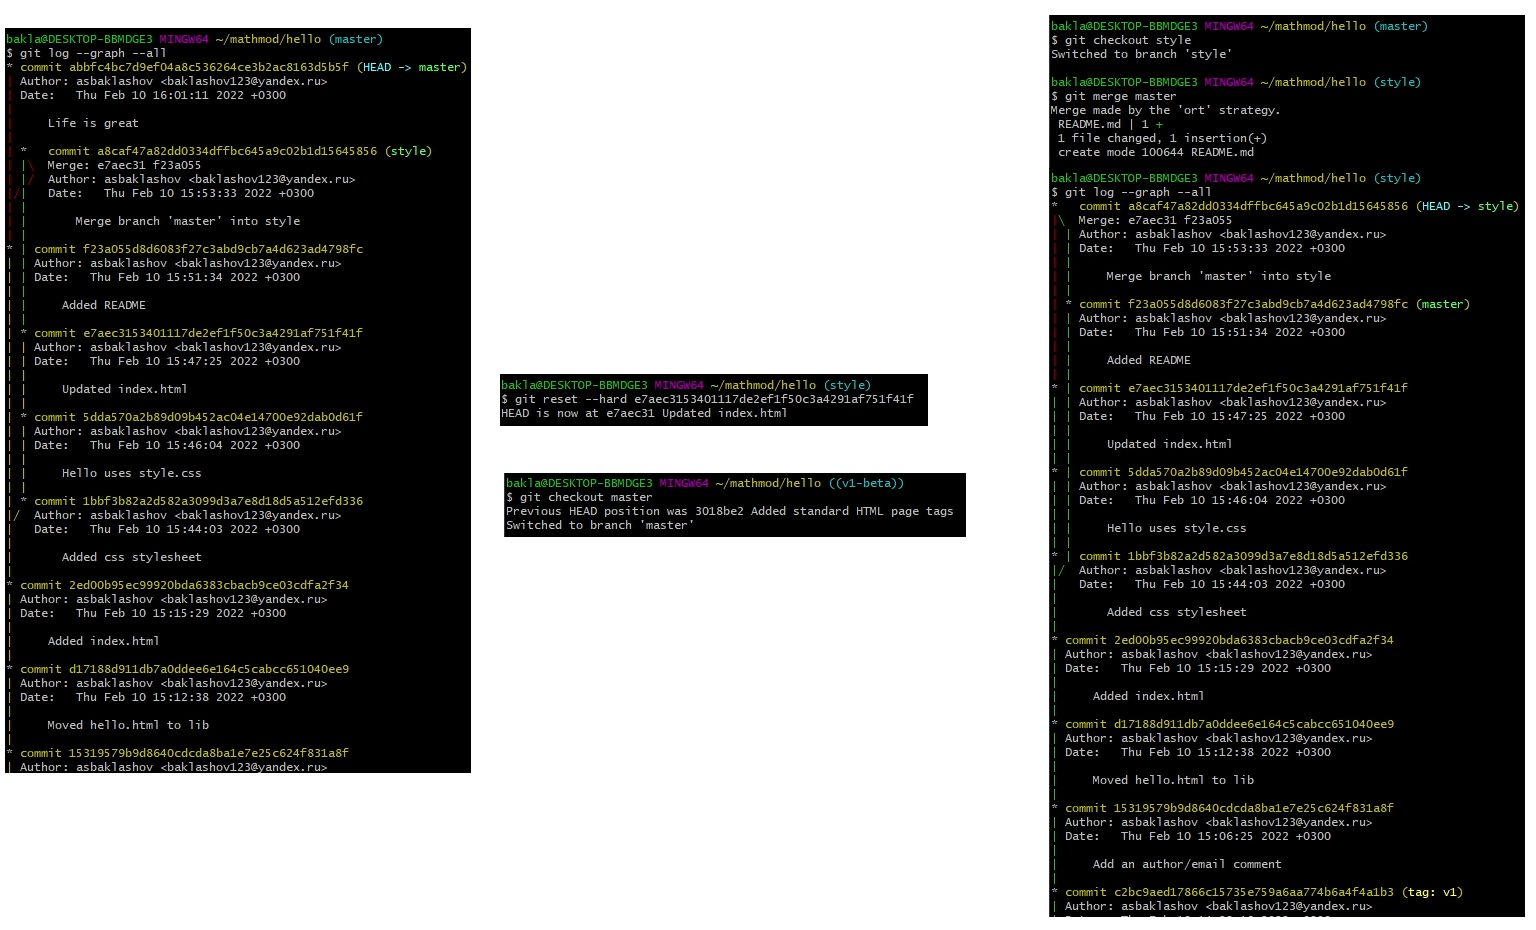 bakla@DESKTOP-BBMDGE3 MINGW64 ~/mathmod/hello (master)
$ git log --graph --all
* commit abbfc4bc7d9ef04a8c536264ce3b2ac8163d5b5f (HEAD -> master)
| Author: asbaklashov <baklashov123@yandex.ru>
| Date:   Thu Feb 10 16:01:11 2022 +0300
|
|     Life is great
|
| *   commit a8caf47a82dd0334dffbc645a9c02b1d15645856 (style)
| |\  Merge: e7aec31 f23a055
| |/  Author: asbaklashov <baklashov123@yandex.ru>
|/|   Date:   Thu Feb 10 15:53:33 2022 +0300
| |
| |       Merge branch 'master' into style
| |
* | commit f23a055d8d6083f27c3abd9cb7a4d623ad4798fc
| | Author: asbaklashov <baklashov123@yandex.ru>
| | Date:   Thu Feb 10 15:51:34 2022 +0300
| |
| |     Added README
| |
| * commit e7aec3153401117de2ef1f50c3a4291af751f41f
| | Author: asbaklashov <baklashov123@yandex.ru>
| | Date:   Thu Feb 10 15:47:25 2022 +0300
| |
| |     Updated index.html
| |
| * commit 5dda570a2b89d09b452ac04e14700e92dab0d61f
| | Author: asbaklashov <baklashov123@yandex.ru>
| | Date:   Thu Feb 10 15:46:04 2022 +0300
| |
| |     Hello uses style.css
| |
| * commit 1bbf3b82a2d582a3099d3a7e8d18d5a512efd336
|/  Author: asbaklashov <baklashov123@yandex.ru>
|   Date:   Thu Feb 10 15:44:03 2022 +0300
|
|       Added css stylesheet
|
* commit 2ed00b95ec99920bda6383cbacb9ce03cdfa2f34
| Author: asbaklashov <baklashov123@yandex.ru>
| Date:   Thu Feb 10 15:15:29 2022 +0300
|
|     Added index.html
|
* commit d17188d911db7a0ddee6e164c5cabcc651040ee9
| Author: asbaklashov <baklashov123@yandex.ru>
| Date:   Thu Feb 10 15:12:38 2022 +0300
|
|     Moved hello.html to lib
|
* commit 15319579b9d8640cdcda8ba1e7e25c624f831a8f
| Author: asbaklashov <baklashov123@yandex.ru>
bakla@DESKTOP-BBMDGE3 MINGW64 ~/mathmod/hello (style)
$ git reset --hard e7aec3153401117de2ef1f50c3a4291af751f41f
HEAD is now at e7aec31 Updated index.html
bakla@DESKTOP-BBMDGE3 MINGW64 ~/mathmod/hello ((v1-beta))
$ git checkout master
Previous HEAD position was 3018be2 Added standard HTML page tags
Switched to branch 'master'
bakla@DESKTOP-BBMDGE3 MINGW64 ~/mathmod/hello (master)
$ git checkout style
Switched to branch 'style'
bakla@DESKTOP-BBMDGE3 MINGW64 ~/mathmod/hello (style)
$ git merge master
Merge made by the 'ort' strategy.
 README.md | 1 +
 1 file changed, 1 insertion(+)
 create mode 100644 README.md
bakla@DESKTOP-BBMDGE3 MINGW64 ~/mathmod/hello (style)
$ git log --graph --all
*   commit a8caf47a82dd0334dffbc645a9c02b1d15645856 (HEAD -> style)
|\  Merge: e7aec31 f23a055
| | Author: asbaklashov <baklashov123@yandex.ru>
| | Date:   Thu Feb 10 15:53:33 2022 +0300
| |
| |     Merge branch 'master' into style
| |
| * commit f23a055d8d6083f27c3abd9cb7a4d623ad4798fc (master)
| | Author: asbaklashov <baklashov123@yandex.ru>
| | Date:   Thu Feb 10 15:51:34 2022 +0300
| |
| |     Added README
| |
* | commit e7aec3153401117de2ef1f50c3a4291af751f41f
| | Author: asbaklashov <baklashov123@yandex.ru>
| | Date:   Thu Feb 10 15:47:25 2022 +0300
| |
| |     Updated index.html
| |
* | commit 5dda570a2b89d09b452ac04e14700e92dab0d61f
| | Author: asbaklashov <baklashov123@yandex.ru>
| | Date:   Thu Feb 10 15:46:04 2022 +0300
| |
| |     Hello uses style.css
| |
* | commit 1bbf3b82a2d582a3099d3a7e8d18d5a512efd336
|/  Author: asbaklashov <baklashov123@yandex.ru>
|   Date:   Thu Feb 10 15:44:03 2022 +0300
|
|       Added css stylesheet
|
* commit 2ed00b95ec99920bda6383cbacb9ce03cdfa2f34
| Author: asbaklashov <baklashov123@yandex.ru>
| Date:   Thu Feb 10 15:15:29 2022 +0300
|
|     Added index.html
|
* commit d17188d911db7a0ddee6e164c5cabcc651040ee9
| Author: asbaklashov <baklashov123@yandex.ru>
| Date:   Thu Feb 10 15:12:38 2022 +0300
|
|     Moved hello.html to lib
|
* commit 15319579b9d8640cdcda8ba1e7e25c624f831a8f
| Author: asbaklashov <baklashov123@yandex.ru>
| Date:   Thu Feb 10 15:06:25 2022 +0300
|
|     Add an author/email comment
|
* commit c2bc9aed17866c15735e759a6aa774b6a4f4a1b3 (tag: v1)
| Author: asbaklashov <baklashov123@yandex.ru>